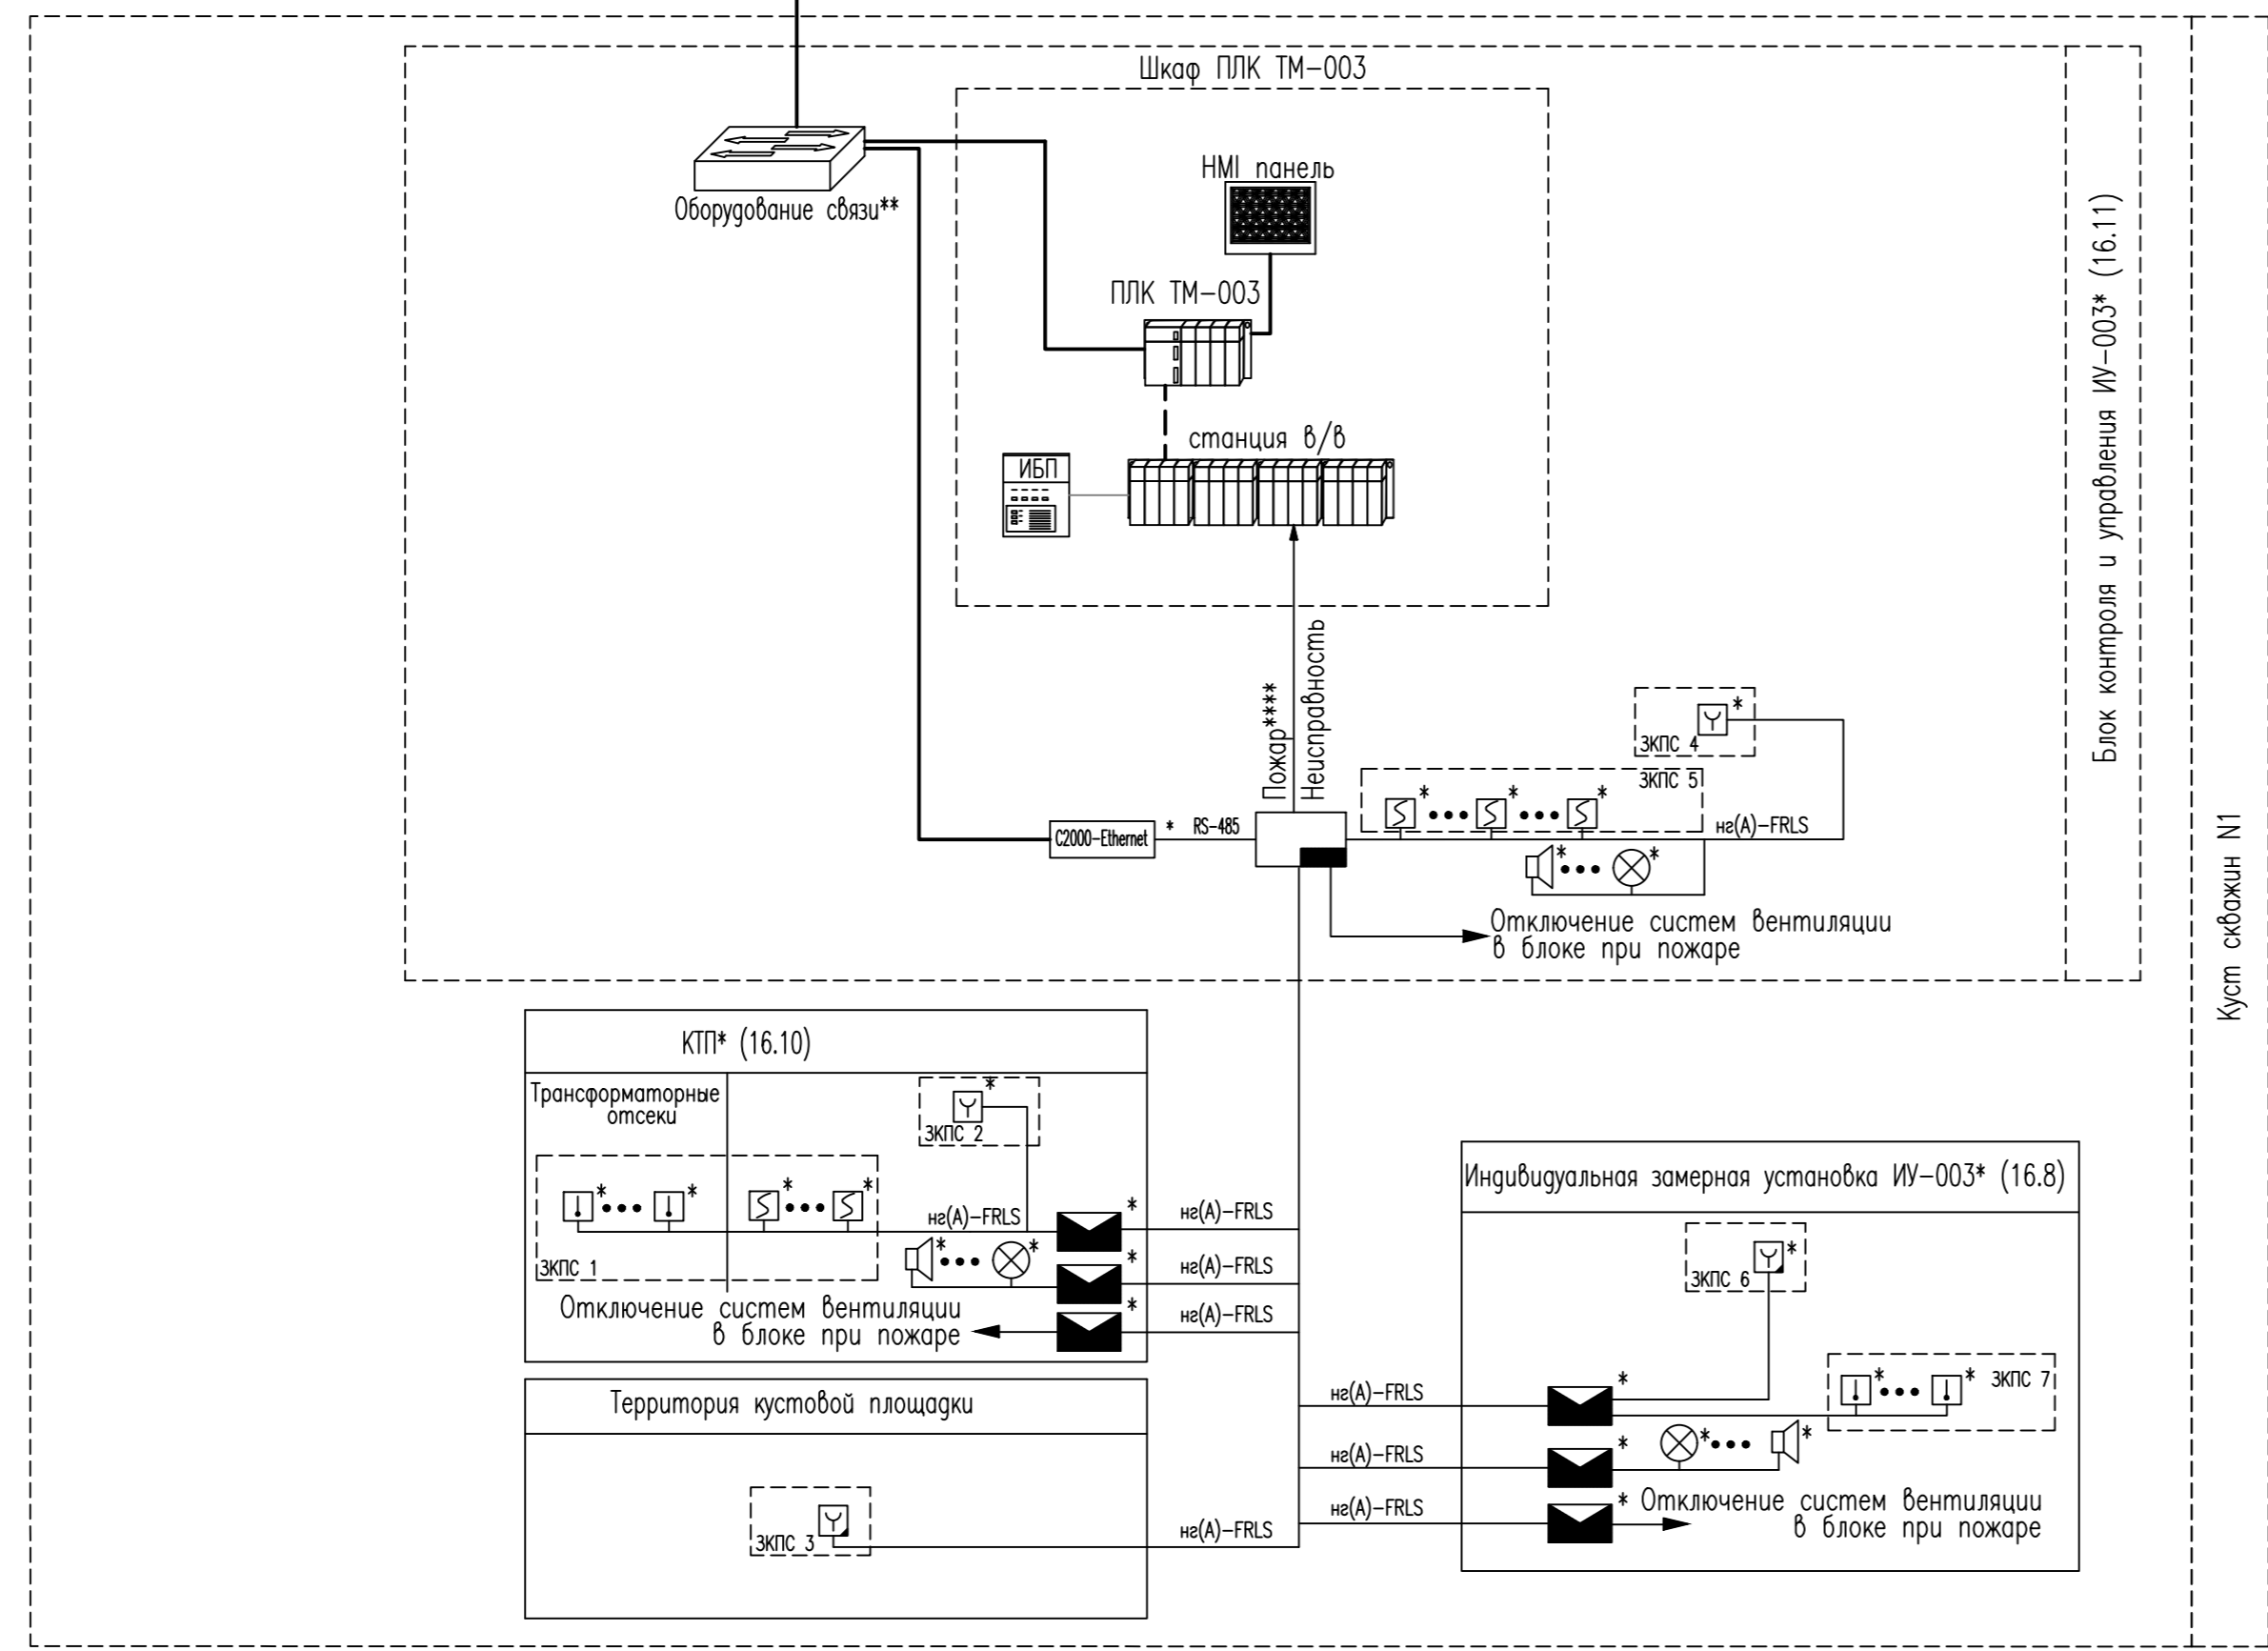 Шкаф ПЛК ТМ-003
HMI панель
Оборудование связи**
ПЛК ТМ-003
станция в/в
ИБП
Пожар****
Неисправность
*
ЗКПС 4
ЗКПС 5
* ••• * ••• *
нг(А)-FRLS
C2000-Ethernet
* RS-485
* ••• *
Отключение систем вентиляции
в блоке при пожаре
Блок контроля и управления ИУ-003* (16.11)
Куст скважин N1
КТП* (16.10)
Трансформаторные
отсеки
*
ЗКПС 2
* ••• *
* ••• *
ЗКПС 1
нг(А)-FRLS
* нг(А)-FRLS
* ••• *
* нг(А)-FRLS
* нг(А)-FRLS
Отключение систем вентиляции
в блоке при пожаре
Территория кустовой площадки
ЗКПС 3
нг(А)-FRLS
Индивидуальная замерная установка ИУ-003* (16.8)
*
ЗКПС 6
нг(А)-FRLS *
* ••• * ЗКПС 7
нг(А)-FRLS *
* ••• *
нг(А)-FRLS *
Отключение систем вентиляции
в блоке при пожаре